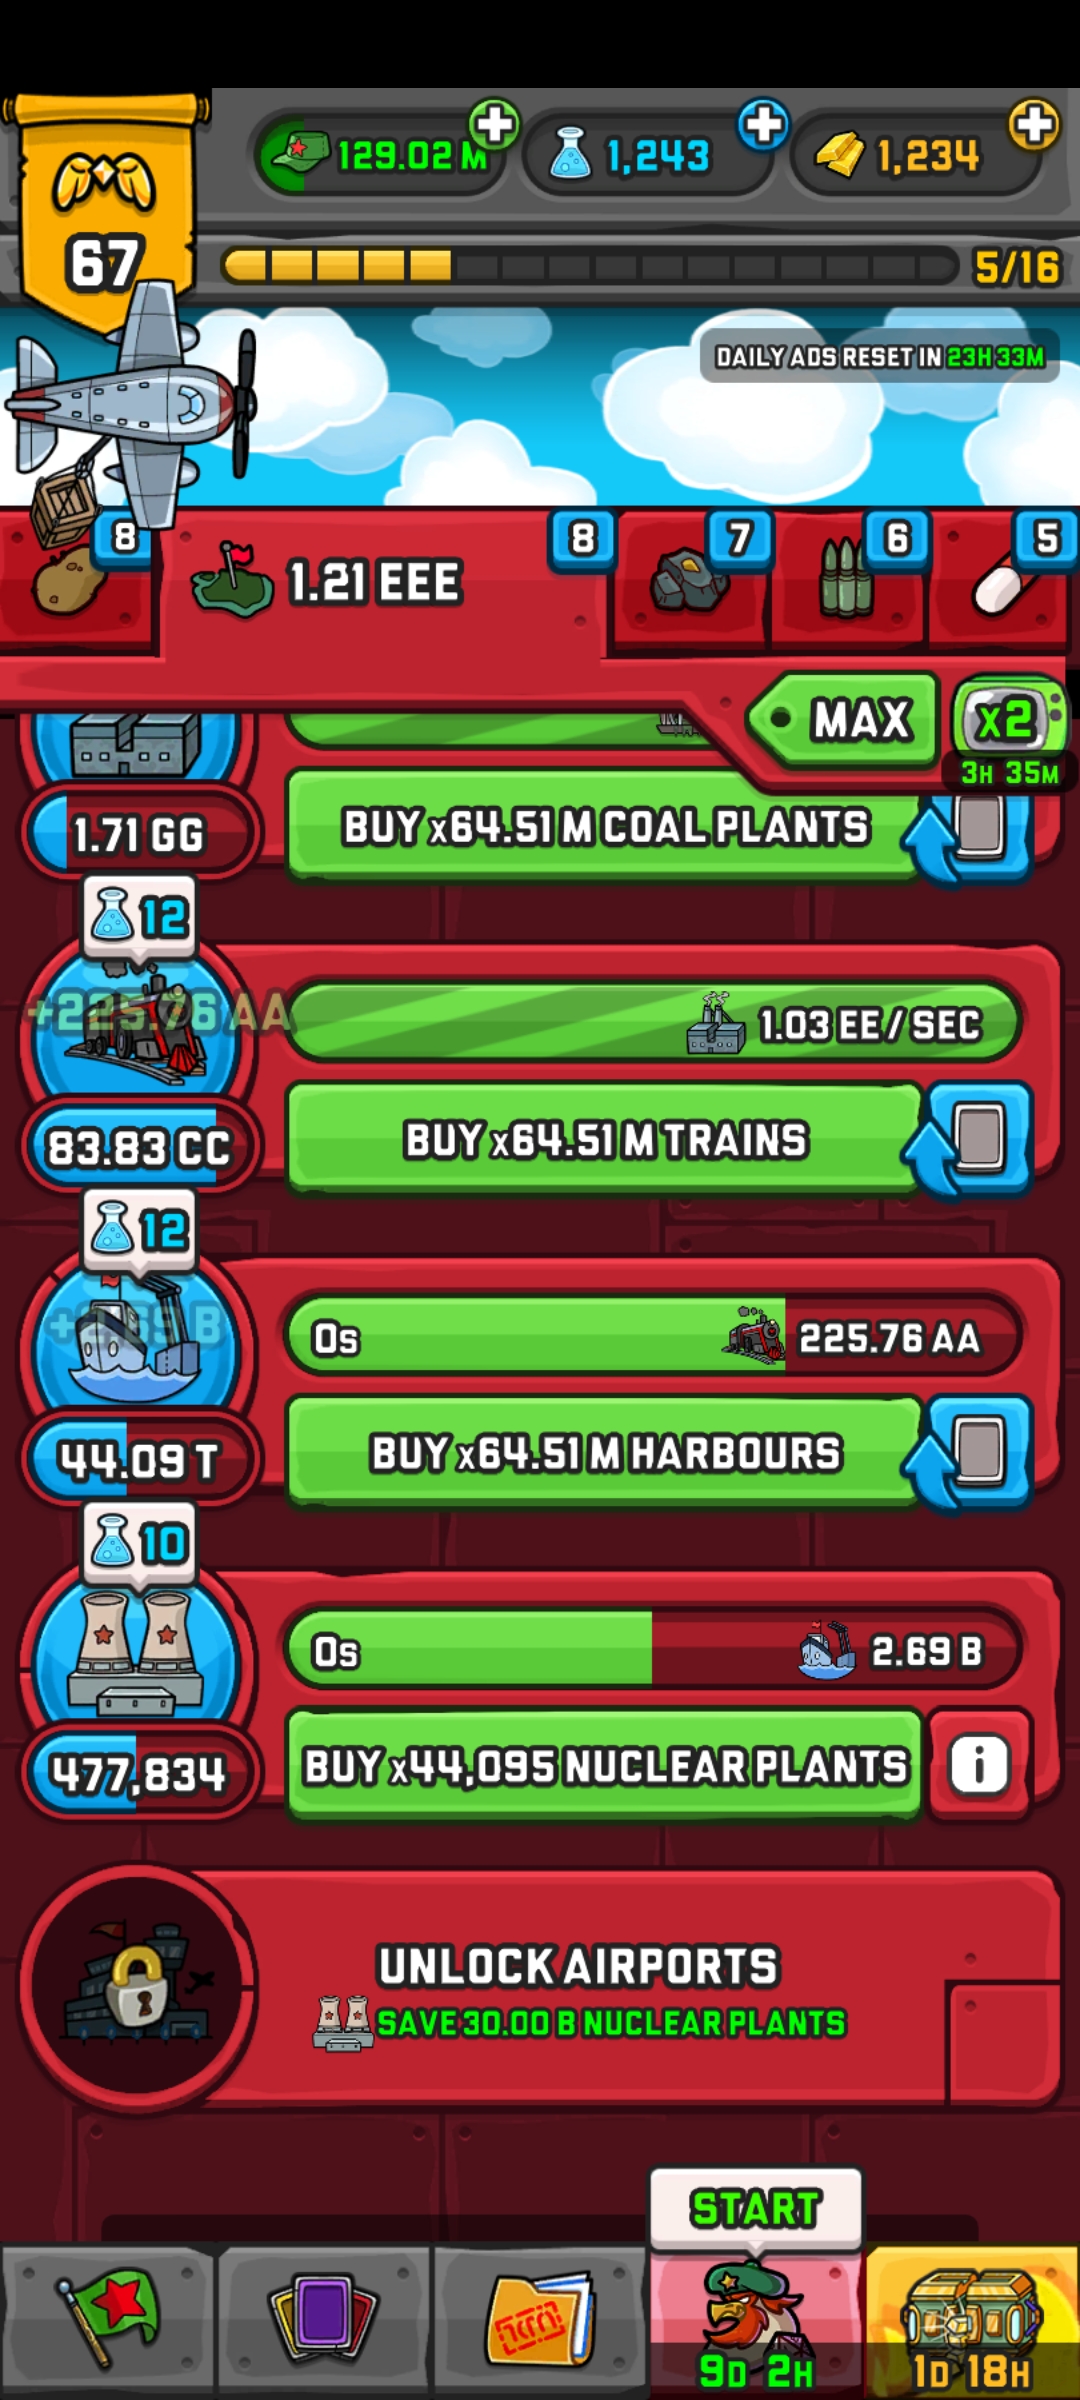 129.02 M
1,243
1,234
67
5/16
DAILY ADS RESET IN 23H 33M
8
1.21 EEE
8
7
6
5
MAX
x2
3H 35M
1.71 GG
BUY x64.51 M COAL PLANTS
12
+225.76 AA
1.03 EE / SEC
83.83 CC
BUY x64.51 M TRAINS
12
+2.69 B
0s
225.76 AA
44.09 T
BUY x64.51 M HARBOURS
10
0s
2.69 B
477,834
BUY x44,095 NUCLEAR PLANTS
i
UNLOCK AIRPORTS
SAVE 30.00 B NUCLEAR PLANTS
START
9D 2H
1D 18H